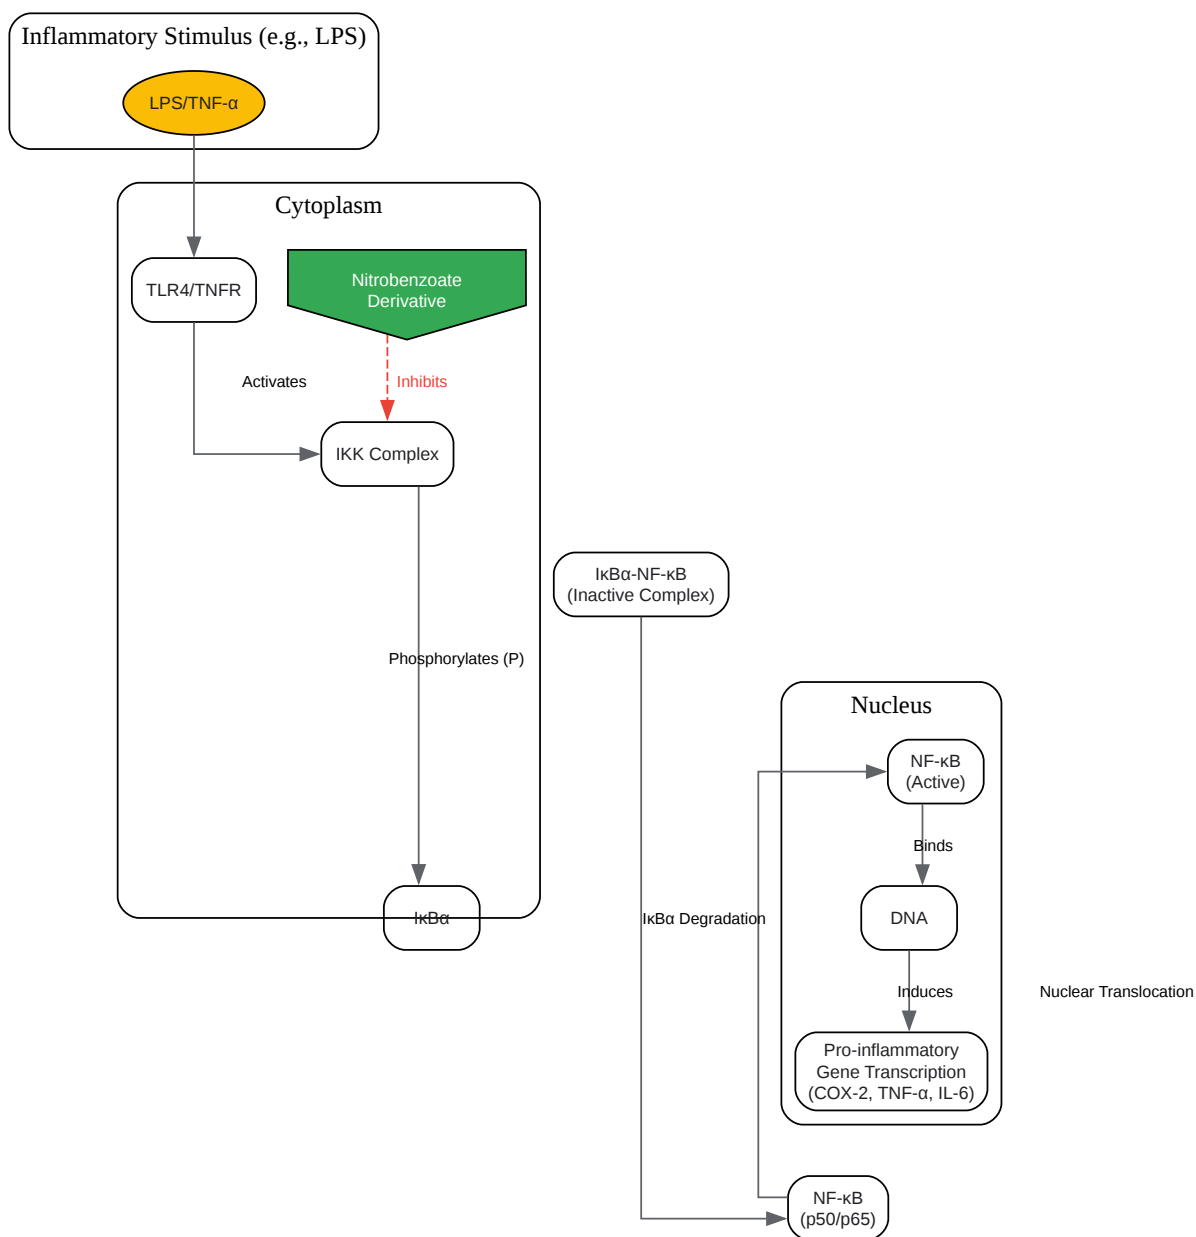 Inflammatory Stimulus (e.g., LPS)
LPS/TNF-α
Cytoplasm
TLR4/TNFR
Nitrobenzoate
Derivative
Activates
Inhibits
IKK Complex
IκBα-NF-κB
(Inactive Complex)
Phosphorylates (P)
Nucleus
NF-κB
(Active)
Binds
IκBα
IκBα Degradation
DNA
Induces
Nuclear Translocation
Pro-inflammatory
Gene Transcription
(COX-2, TNF-α, IL-6)
NF-κB
(p50/p65)